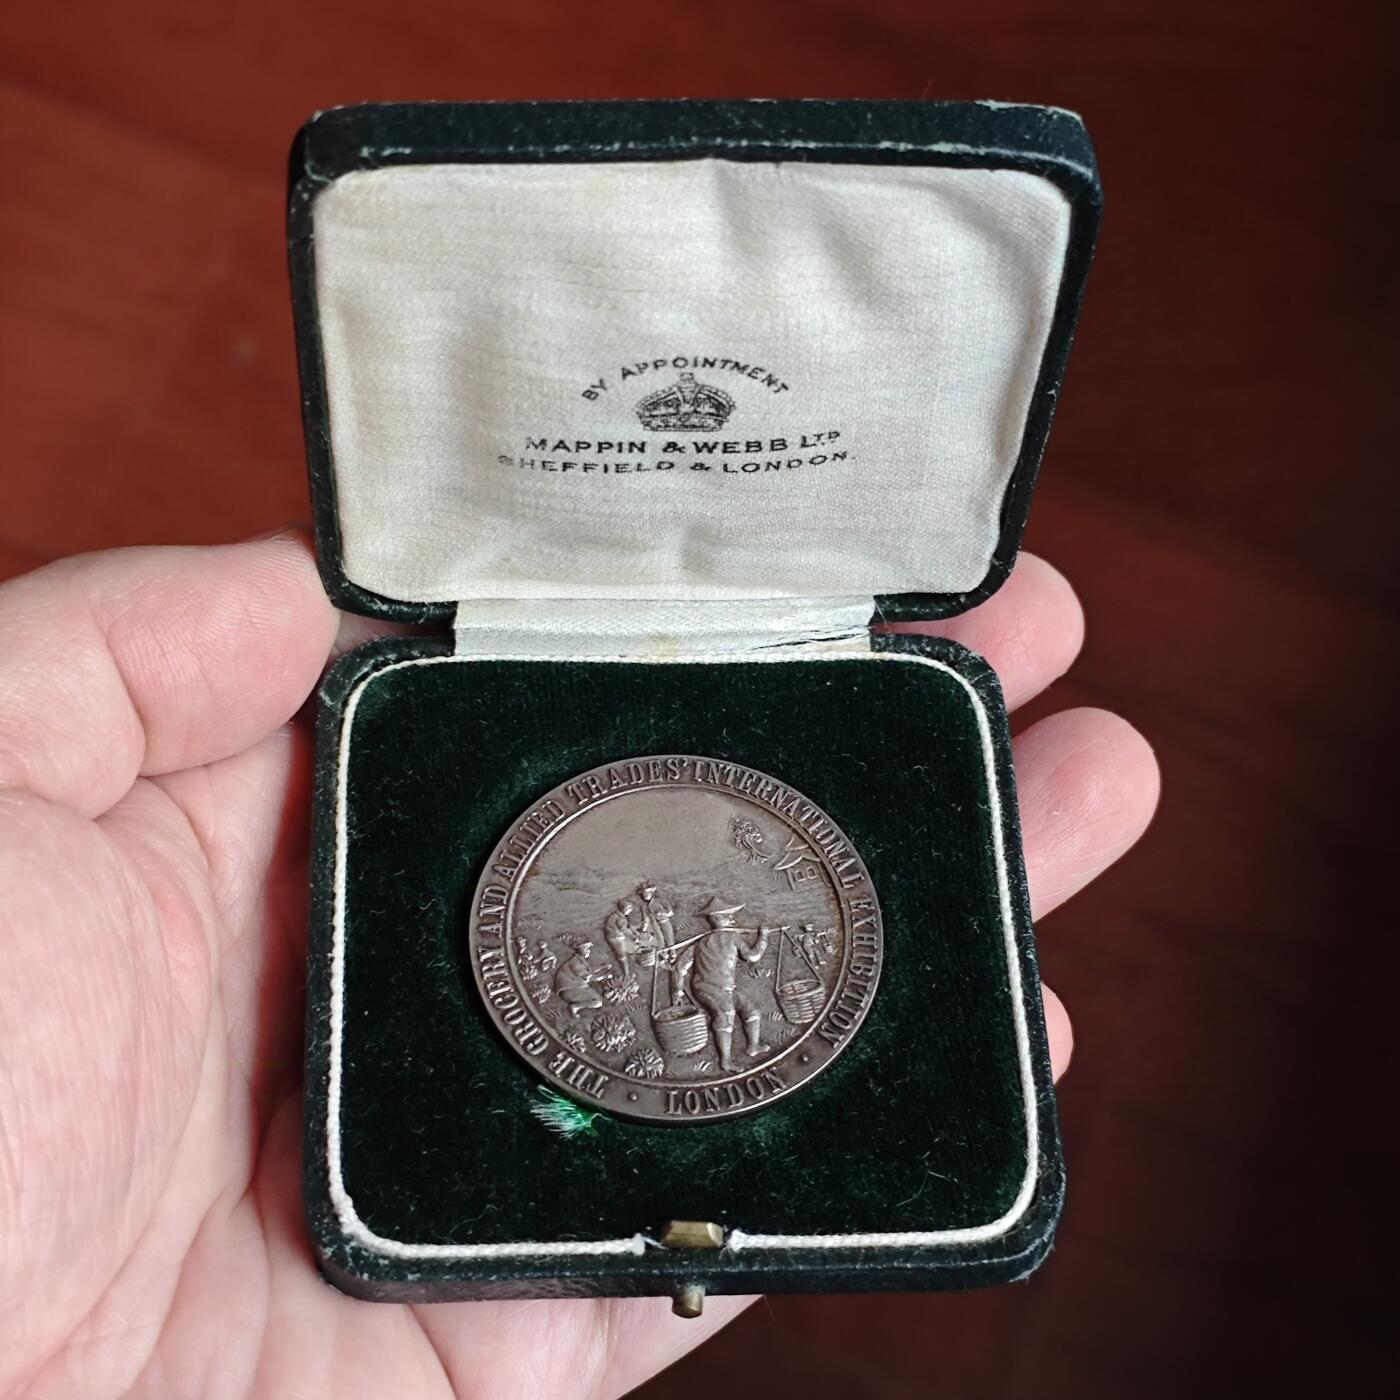 BY APPOINTMENT
MAPPIN & WEBB LTD
SHEFFIELD & LONDON.
THE GROCERY AND ALLIED TRADES' INTERNATIONAL EXHIBITION
· LONDON ·